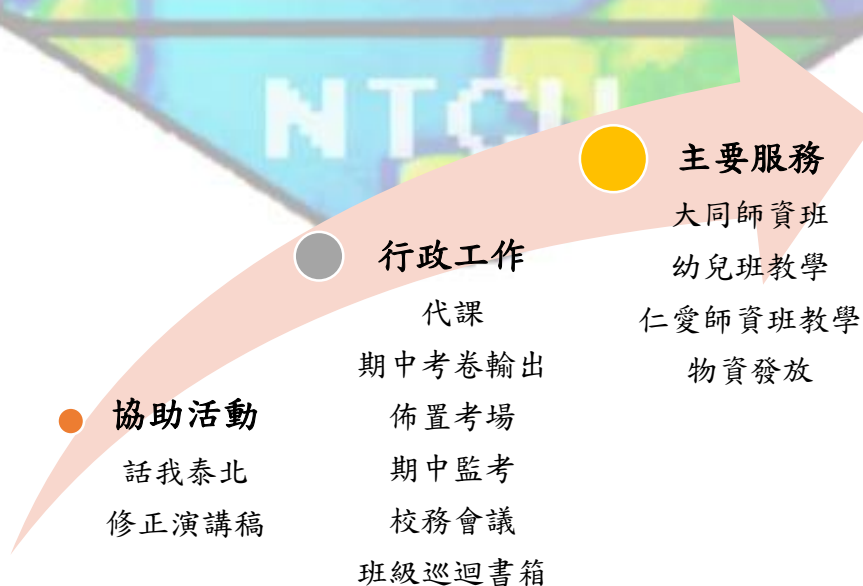 NTCU
主要服務
大同師資班
幼兒班教學
仁愛師資班教學
物資發放
行政工作
代課
期中考卷輸出
佈置考場
期中監考
校務會議
班級巡迴書箱
協助活動
話我泰北
修正演講稿